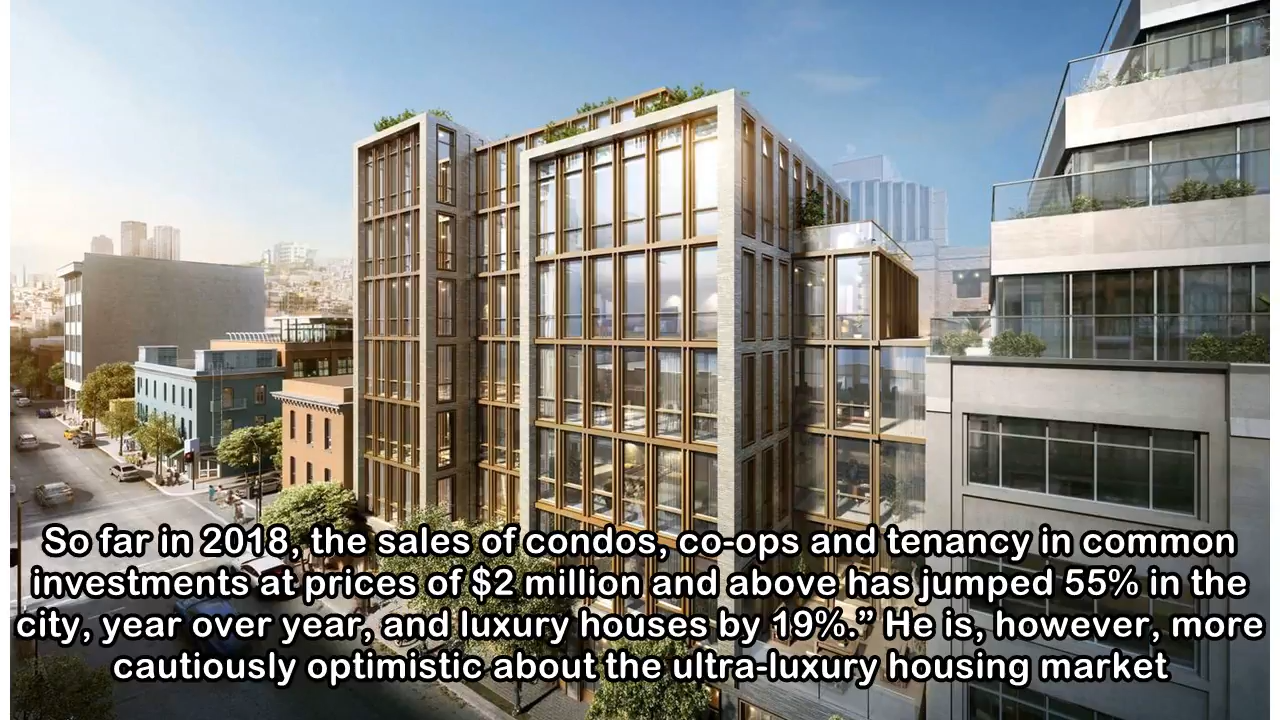 So far in 2018, the sales of condos, co-ops and tenancy in common
investments at prices of $2 million and above has jumped 55% in the
city, year over year, and luxury houses by 19%.” He is, however, more
cautiously optimistic about the ultra-luxury housing market